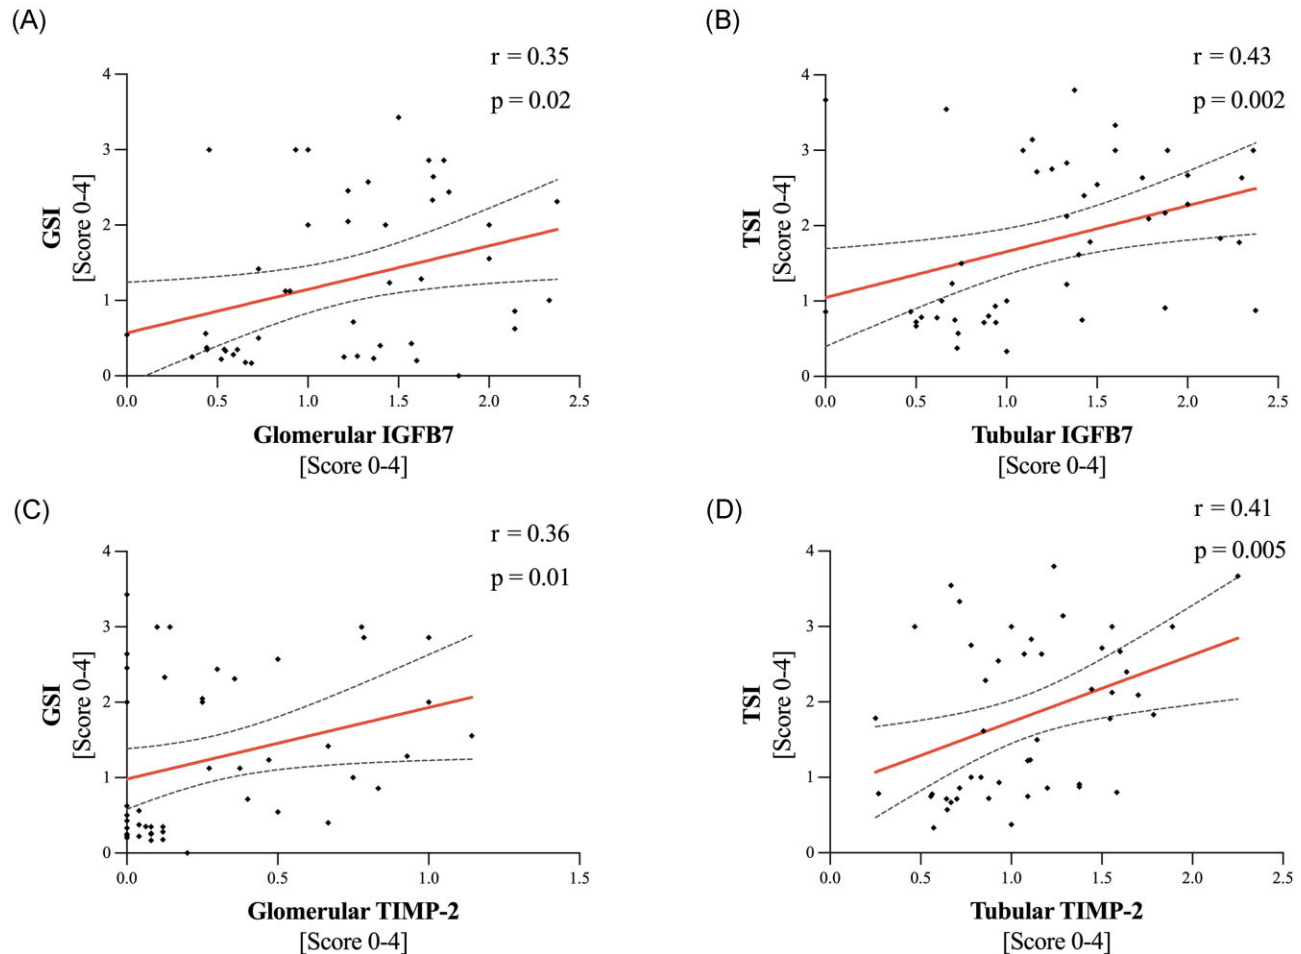 (A)
r = 0.35
p = 0.02
GSI
[Score 0-4]
4
3
2
1
0
0.0 0.5 1.0 1.5 2.0 2.5
Glomerular IGFB7
[Score 0-4]
(B)
r = 0.43
p = 0.002
TSI
[Score 0-4]
4
3
2
1
0
0.0 0.5 1.0 1.5 2.0 2.5
Tubular IGFB7
[Score 0-4]
(C)
r = 0.36
p = 0.01
GSI
[Score 0-4]
4
3
2
1
0
0.0 0.5 1.0 1.5
Glomerular TIMP-2
[Score 0-4]
(D)
r = 0.41
p = 0.005
TSI
[Score 0-4]
4
3
2
1
0
0.0 0.5 1.0 1.5 2.0 2.5
Tubular TIMP-2
[Score 0-4]